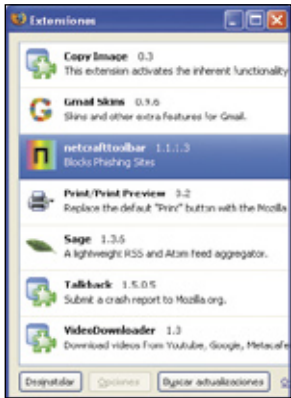 Extensiones
Copy Image 0.3
This extension activates the inherent functionality
Gmail Skins 0.9.6
Skins and other extra features for Gmail.
netcrafttoolbar 1.1.1.3
Blocks Phishing Sites
Print/Print Preview 3.2
Replace the default "Print" button with the Mozilla
Sage 1.3.6
A lightweight RSS and Atom feed aggregator.
Talkback 1.5.0.5
Submit a crash report to Mozilla.org.
VideoDownloader 1.3
Download videos from Youtube, Google, Metacafe
Desinstalar Opciones Buscar actualizaciones